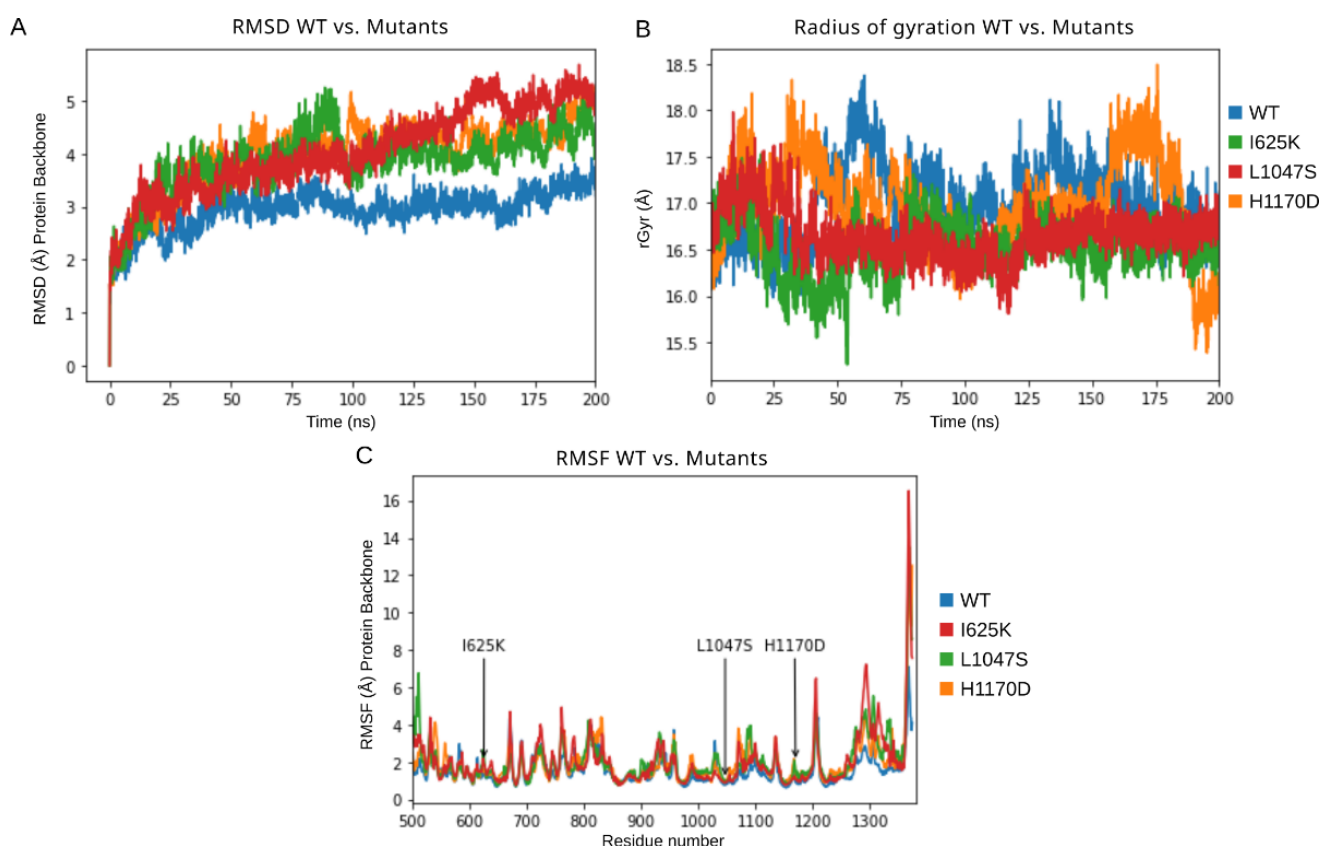 A
RMSD WT vs. Mutants
RMSD (Å) Protein Backbone
5
4
3
2
1
0
0 25 50 75 100 125 150 175 200
Time (ns)
B
Radius of gyration WT vs. Mutants
rGyr (Å)
18.5
18.0
17.5
17.0
16.5
16.0
15.5
0 25 50 75 100 125 150 175 200
Time (ns)
WT
I625K
L1047S
H1170D
C
RMSF WT vs. Mutants
RMSF (Å) Protein Backbone
16
14
12
10
8
6
4
2
0
I625K
L1047S
H1170D
500 600 700 800 900 1000 1100 1200 1300
Residue number
WT
I625K
L1047S
H1170D